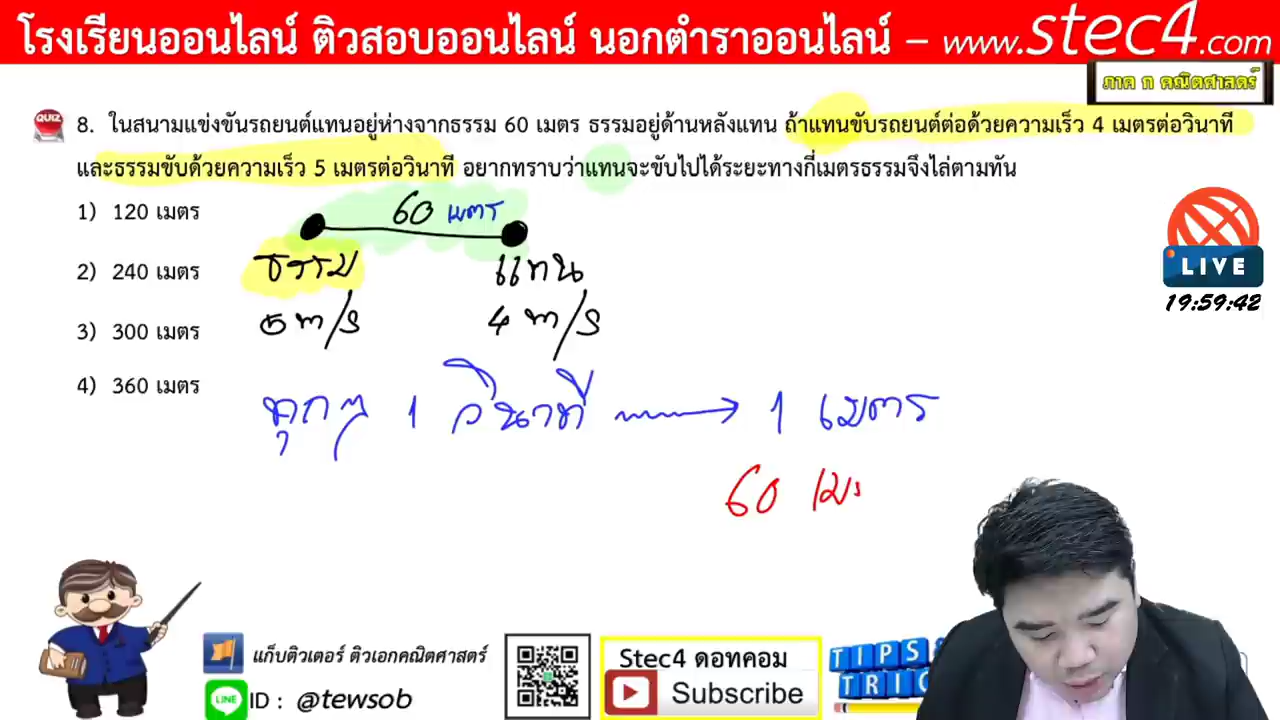 โรงเรียนออนไลน์ ติวสอบออนไลน์ นอกตำราออนไลน์ – www.stec4.com
ภาค ก คณิตศาสตร์
QUIZ
8. ในสนามแข่งขันรถยนต์แทนอยู่ห่างจากธรรม 60 เมตร ธรรมอยู่ด้านหลังแทน ถ้าแทนขับรถยนต์ต่อด้วยความเร็ว 4 เมตรต่อวินาที
และธรรมขับด้วยความเร็ว 5 เมตรต่อวินาที อยากทราบว่าแทนจะขับไปได้ระยะทางกี่เมตรธรรมจึงไล่ตามทัน
1) 120 เมตร
2) 240 เมตร
3) 300 เมตร
4) 360 เมตร
60 เมตร
ธรรม แทน
5 m/s 4 m/s
ทุกๆ 1 วินาที 1 เมตร
60 เม
LIVE
19:59:42
แก็บติวเตอร์ ติวเอกคณิตศาสตร์
LINE ID : @tewsob
Stec4 ดอทคอม
Subscribe
TIPS &
TRIC